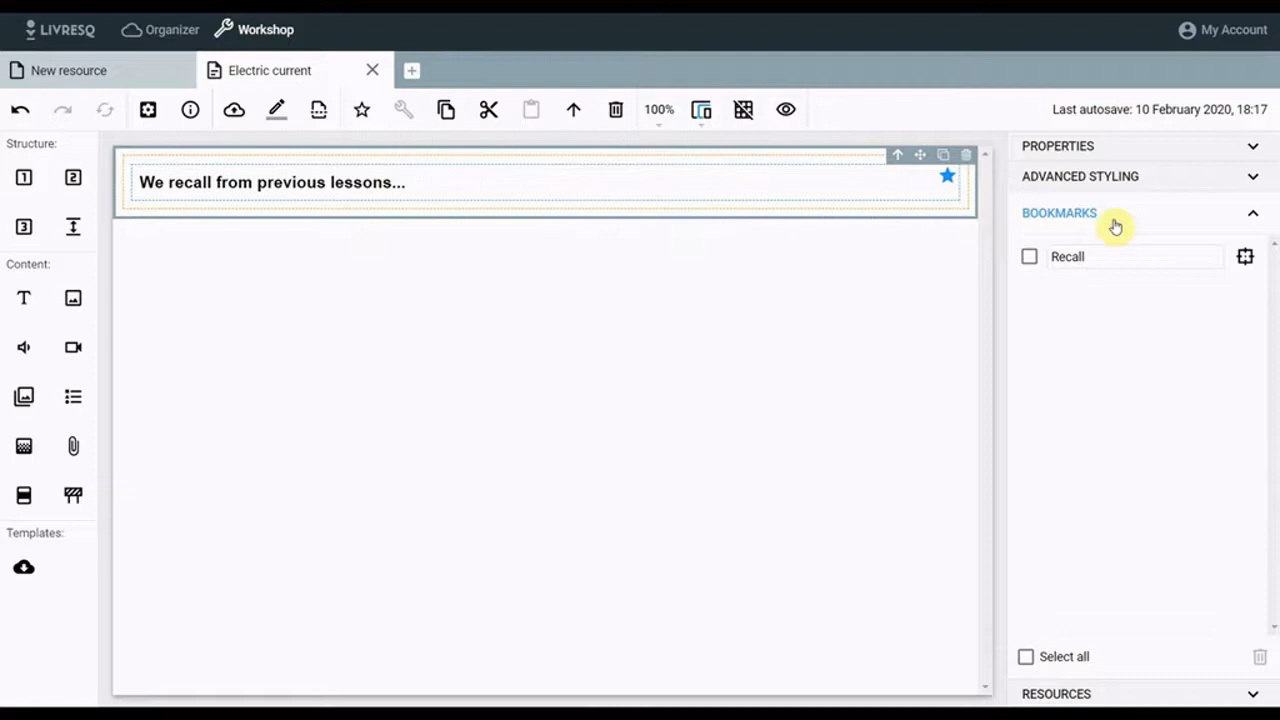 LIVRESQ Organizer Workshop My Account
New resource Electric current
100% Last autosave: 10 February 2020, 18:17
Structure:
1 2
3
Content:
T
Templates:
We recall from previous lessons...
PROPERTIES
ADVANCED STYLING
BOOKMARKS
Recall
Select all
RESOURCES